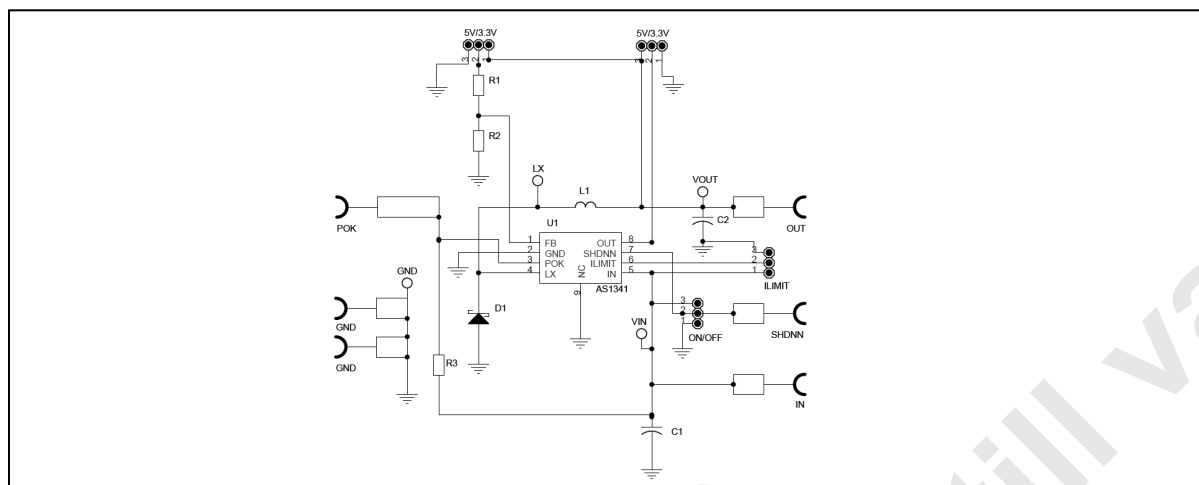 5V/3.3V
5V/3.3V
3 2 1
3 2 1
R1
R2
LX
L1
VOUT
POK
U1
C2
OUT
1 FB OUT 8
2 GND SHDNN 7
3 POK ILIMIT 6
4 LX IN 5
NC
9
AS1341
3
2
1
ILIMIT
GND
GND
GND
D1
VIN
3
2
1
ON/OFF
SHDNN
R3
IN
C1
till va